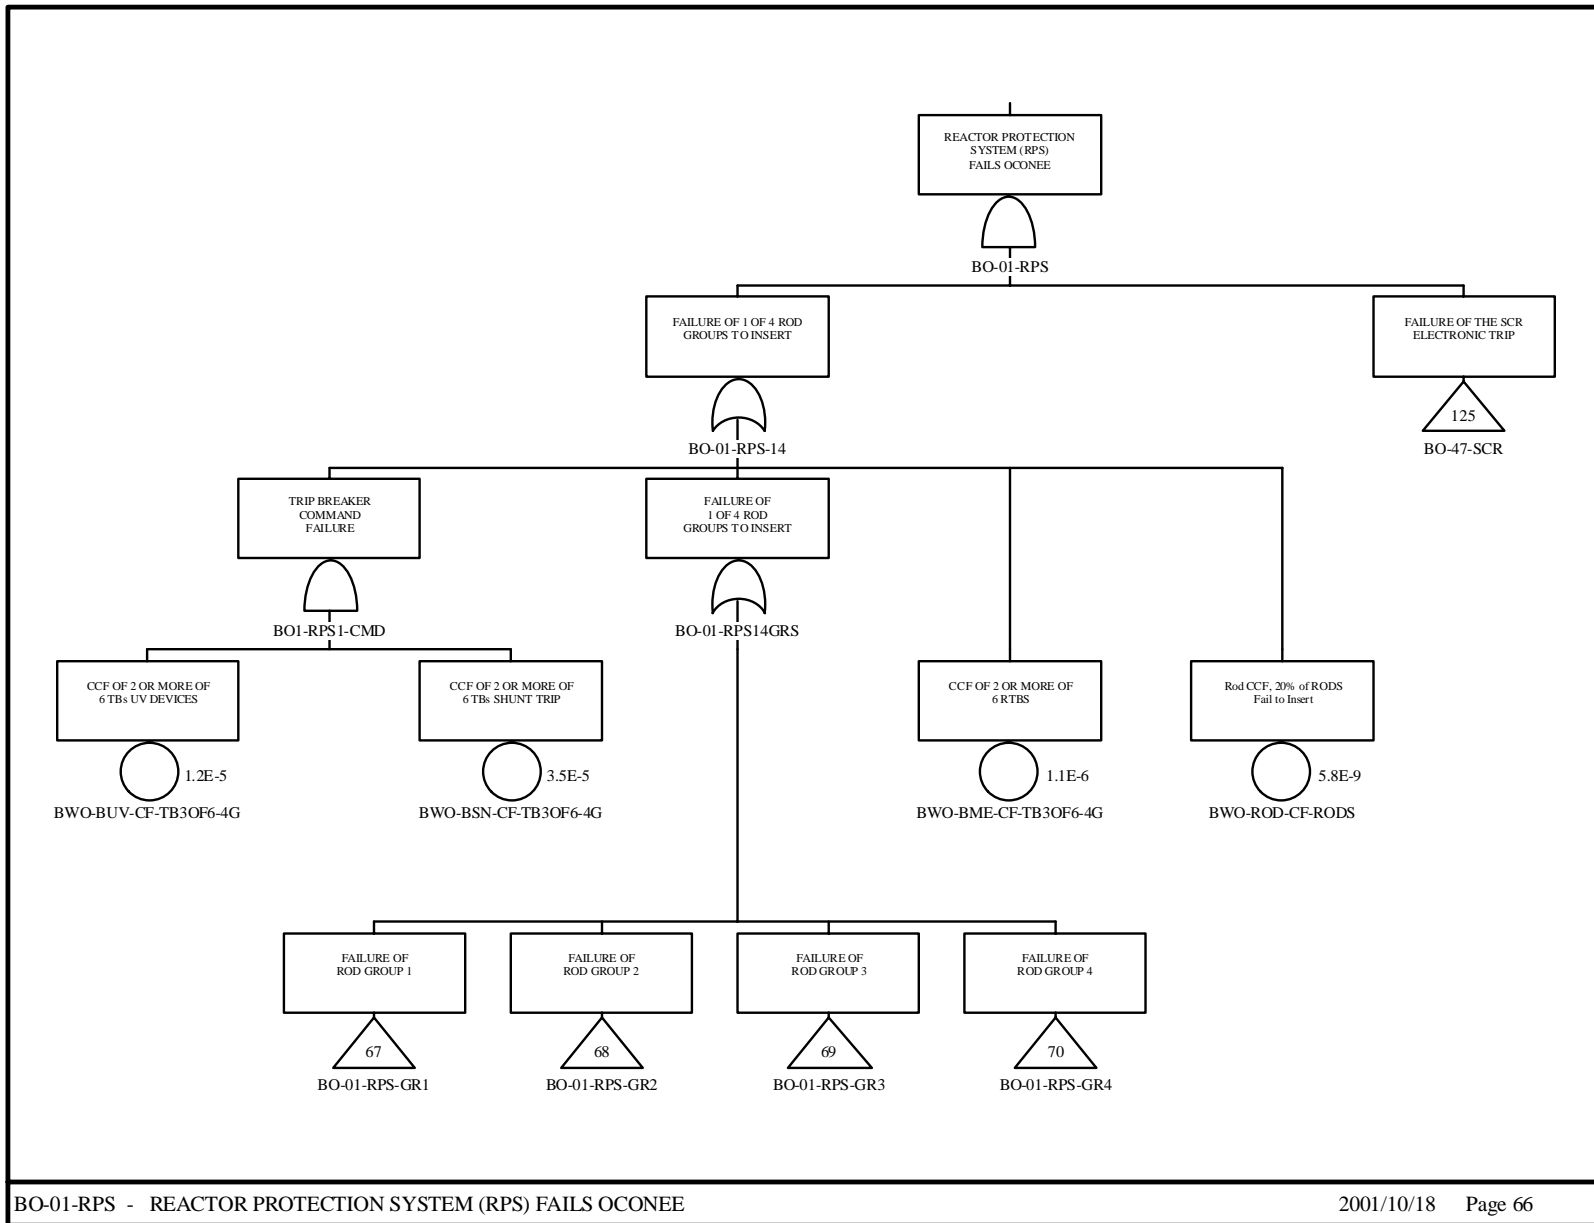 REACTOR PROTECTION
SYSTEM (RPS)
FAILS OCONEE
BO-01-RPS
FAILURE OF 1 OF 4 ROD
GROUPS TO INSERT
BO-01-RPS-14
FAILURE OF THE SCR
ELECTRONIC TRIP
125
BO-47-SCR
TRIP BREAKER
COMMAND
FAILURE
BO1-RPS1-CMD
FAILURE OF
1 OF 4 ROD
GROUPS TO INSERT
BO-01-RPS14GRS
CCF OF 2 OR MORE OF
6 TBs UV DEVICES
1.2E-5
BWO-BUV-CF-TB3OF6-4G
CCF OF 2 OR MORE OF
6 TBs SHUNT TRIP
3.5E-5
BWO-BSN-CF-TB3OF6-4G
CCF OF 2 OR MORE OF
6 RTBS
1.1E-6
BWO-BME-CF-TB3OF6-4G
Rod CCF, 20% of RODS
Fail to Insert
5.8E-9
BWO-ROD-CF-RODS
FAILURE OF
ROD GROUP 1
67
BO-01-RPS-GR1
FAILURE OF
ROD GROUP 2
68
BO-01-RPS-GR2
FAILURE OF
ROD GROUP 3
69
BO-01-RPS-GR3
FAILURE OF
ROD GROUP 4
70
BO-01-RPS-GR4
BO-01-RPS - REACTOR PROTECTION SYSTEM (RPS) FAILS OCONEE
2001/10/18 Page 66